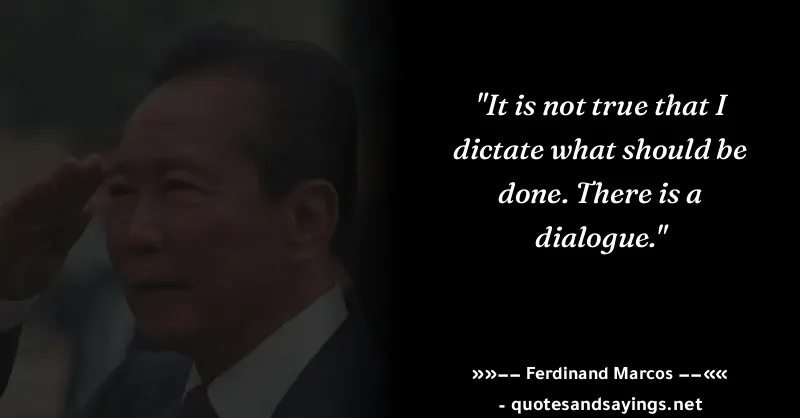 "It is not true that I
dictate what should be
done. There is a
dialogue."
»»−− Ferdinand Marcos −−««
- quotesandsayings.net